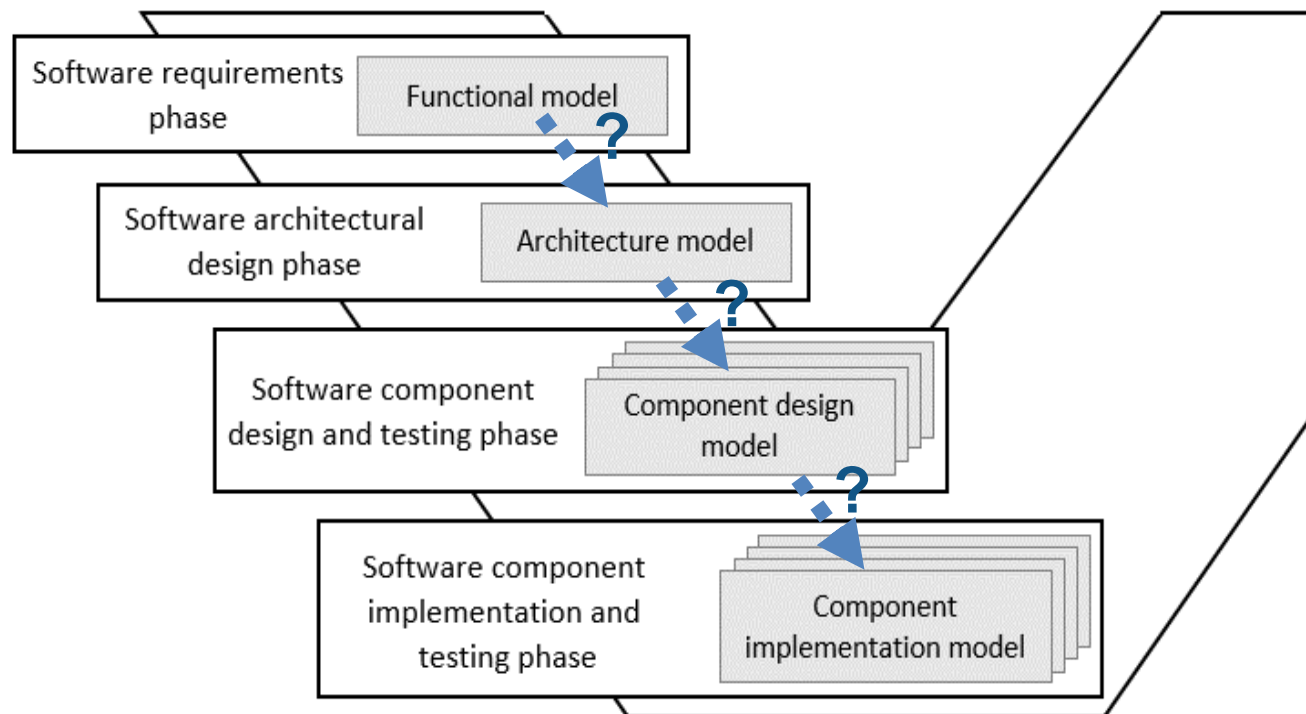 Software requirements
phase
Functional model
?
Software architectural
design phase
Architecture model
?
Software component
design and testing phase
Component design
model
?
Software component
implementation and
testing phase
Component
implementation model